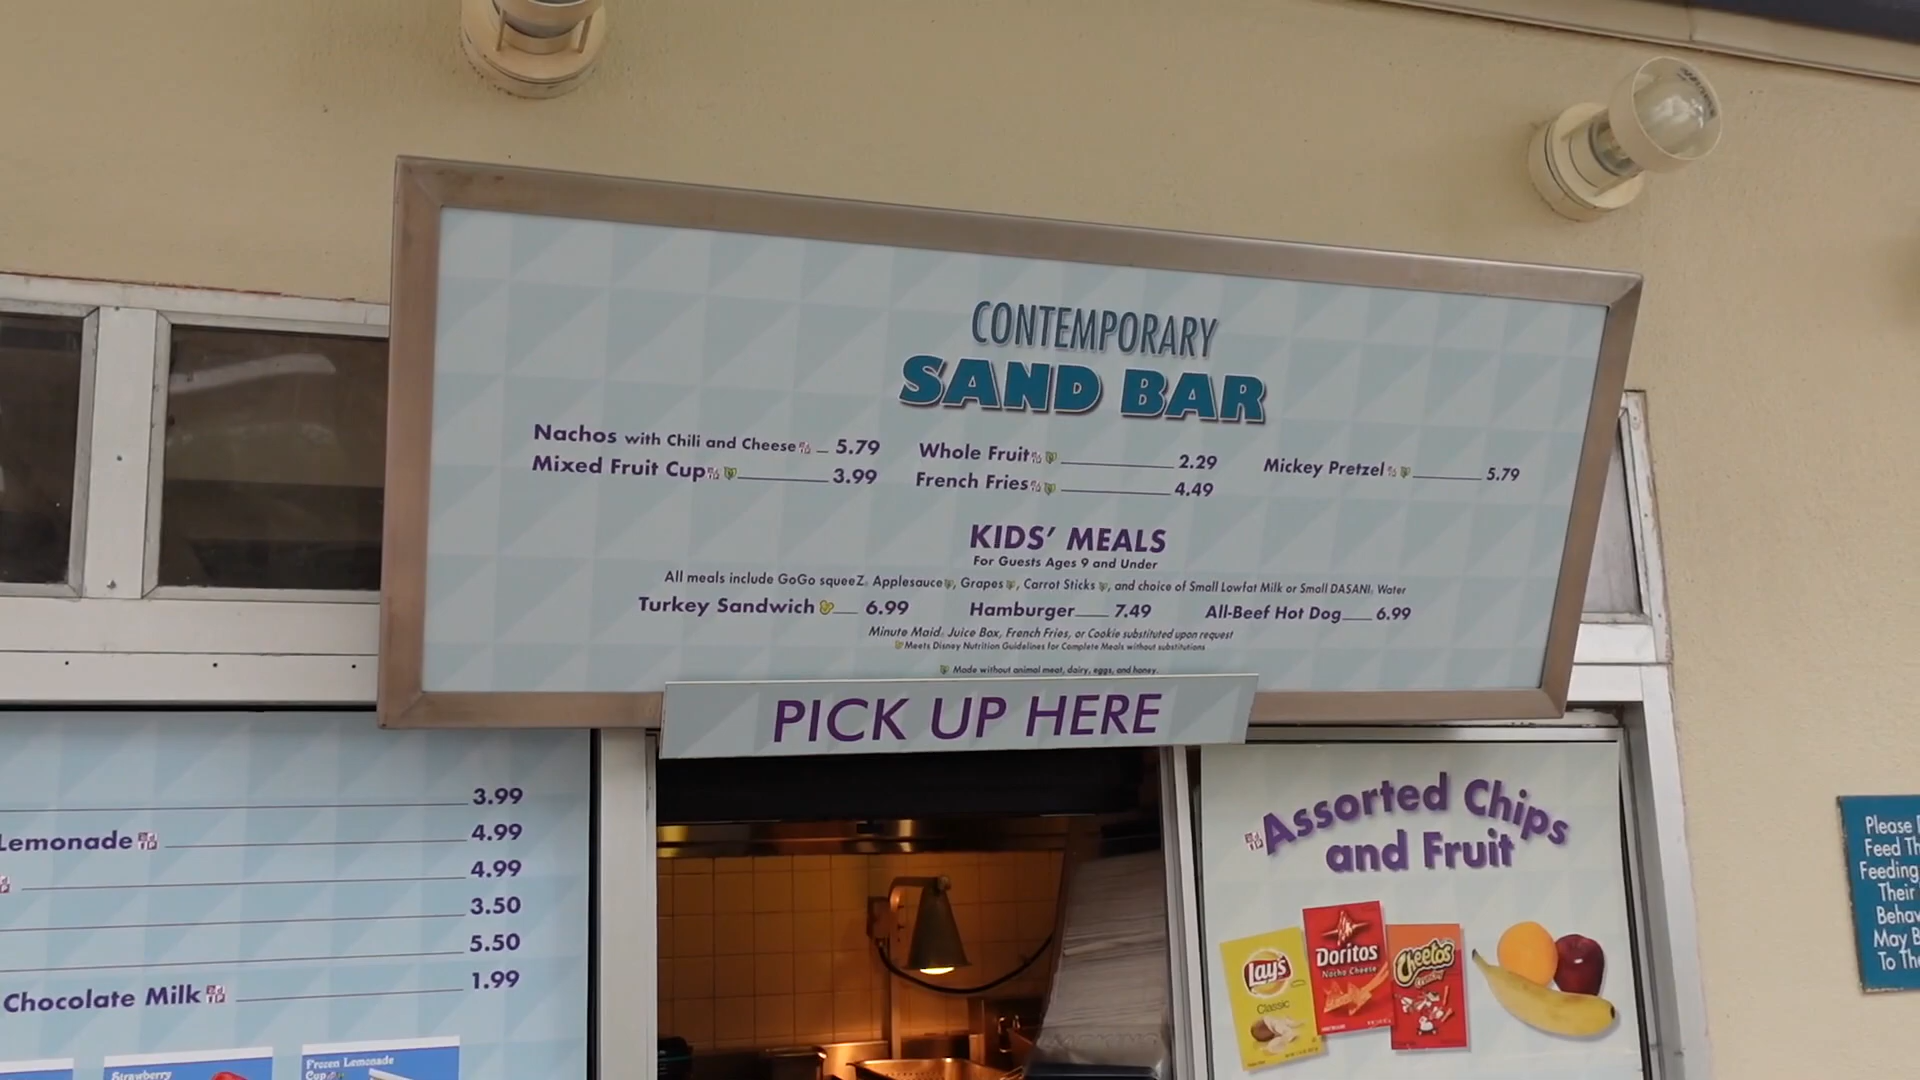 CONTEMPORARY
SAND BAR
Nachos with Chili and Cheese 5.79
Mixed Fruit Cup 3.99
Whole Fruit 2.29
French Fries 4.49
Mickey Pretzel 5.79
KIDS' MEALS
For Guests Ages 9 and Under
All meals include GoGo squeeZ® Applesauce, Grapes, Carrot Sticks, and choice of Small Lowfat Milk or Small DASANI® Water
Turkey Sandwich 6.99 Hamburger 7.49 All-Beef Hot Dog 6.99
Minute Maid® Juice Box, French Fries, or Cookie substituted upon request
Meets Disney Nutrition Guidelines for Complete Meals without substitutions
Made without animal meat, dairy, eggs, and honey.
PICK UP HERE
3.99
Lemonade 4.99
4.99
3.50
5.50
Chocolate Milk 1.99
Strawberry
Frozen Lemonade
Cup
Assorted Chips
and Fruit
Lay's
Classic
Doritos
Nacho Cheese
Cheetos
Crunchy
Please
Feed Th
Feeding
Their
Behav
May B
To The